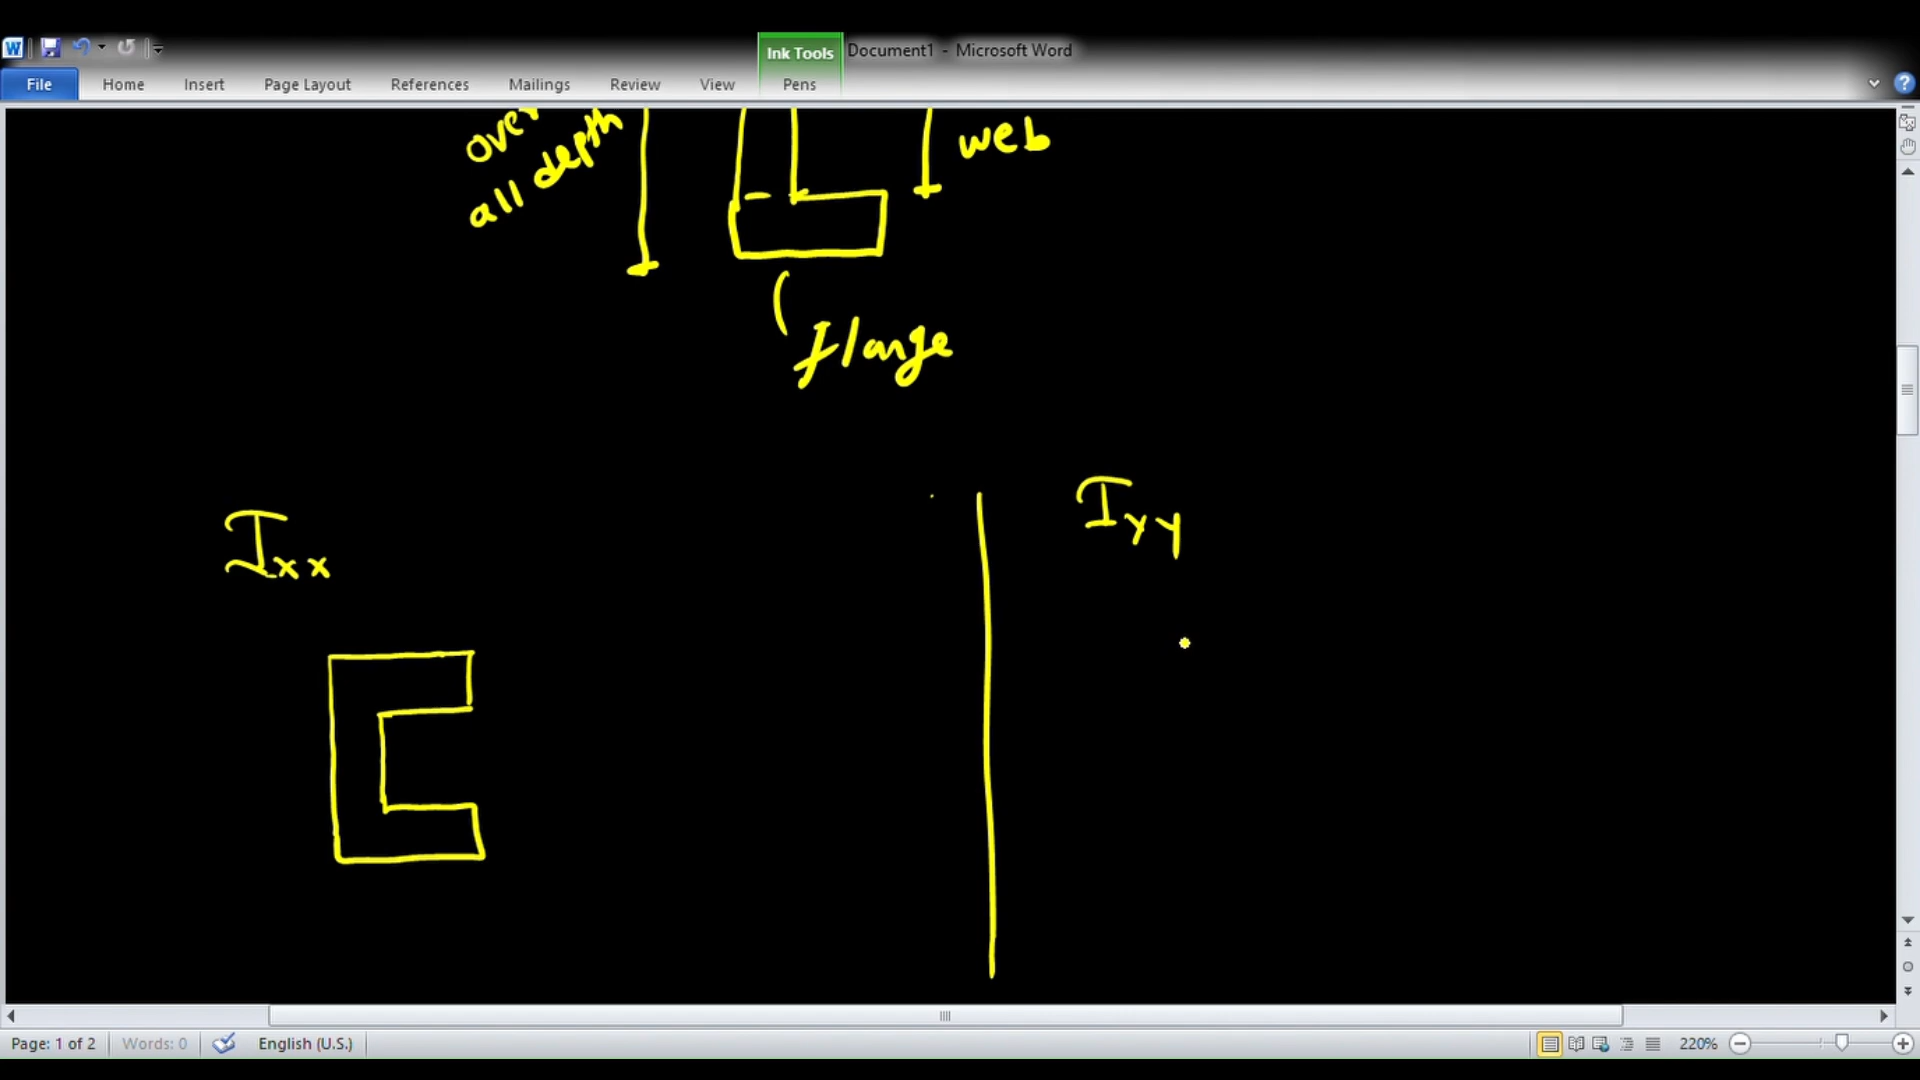 Ink Tools
Document1 - Microsoft Word
File Home Insert Page Layout References Mailings Review View Pens
over
all depth
web
flange
Ixx
Iyy
Page: 1 of 2 Words: 0 English (U.S.) 220%